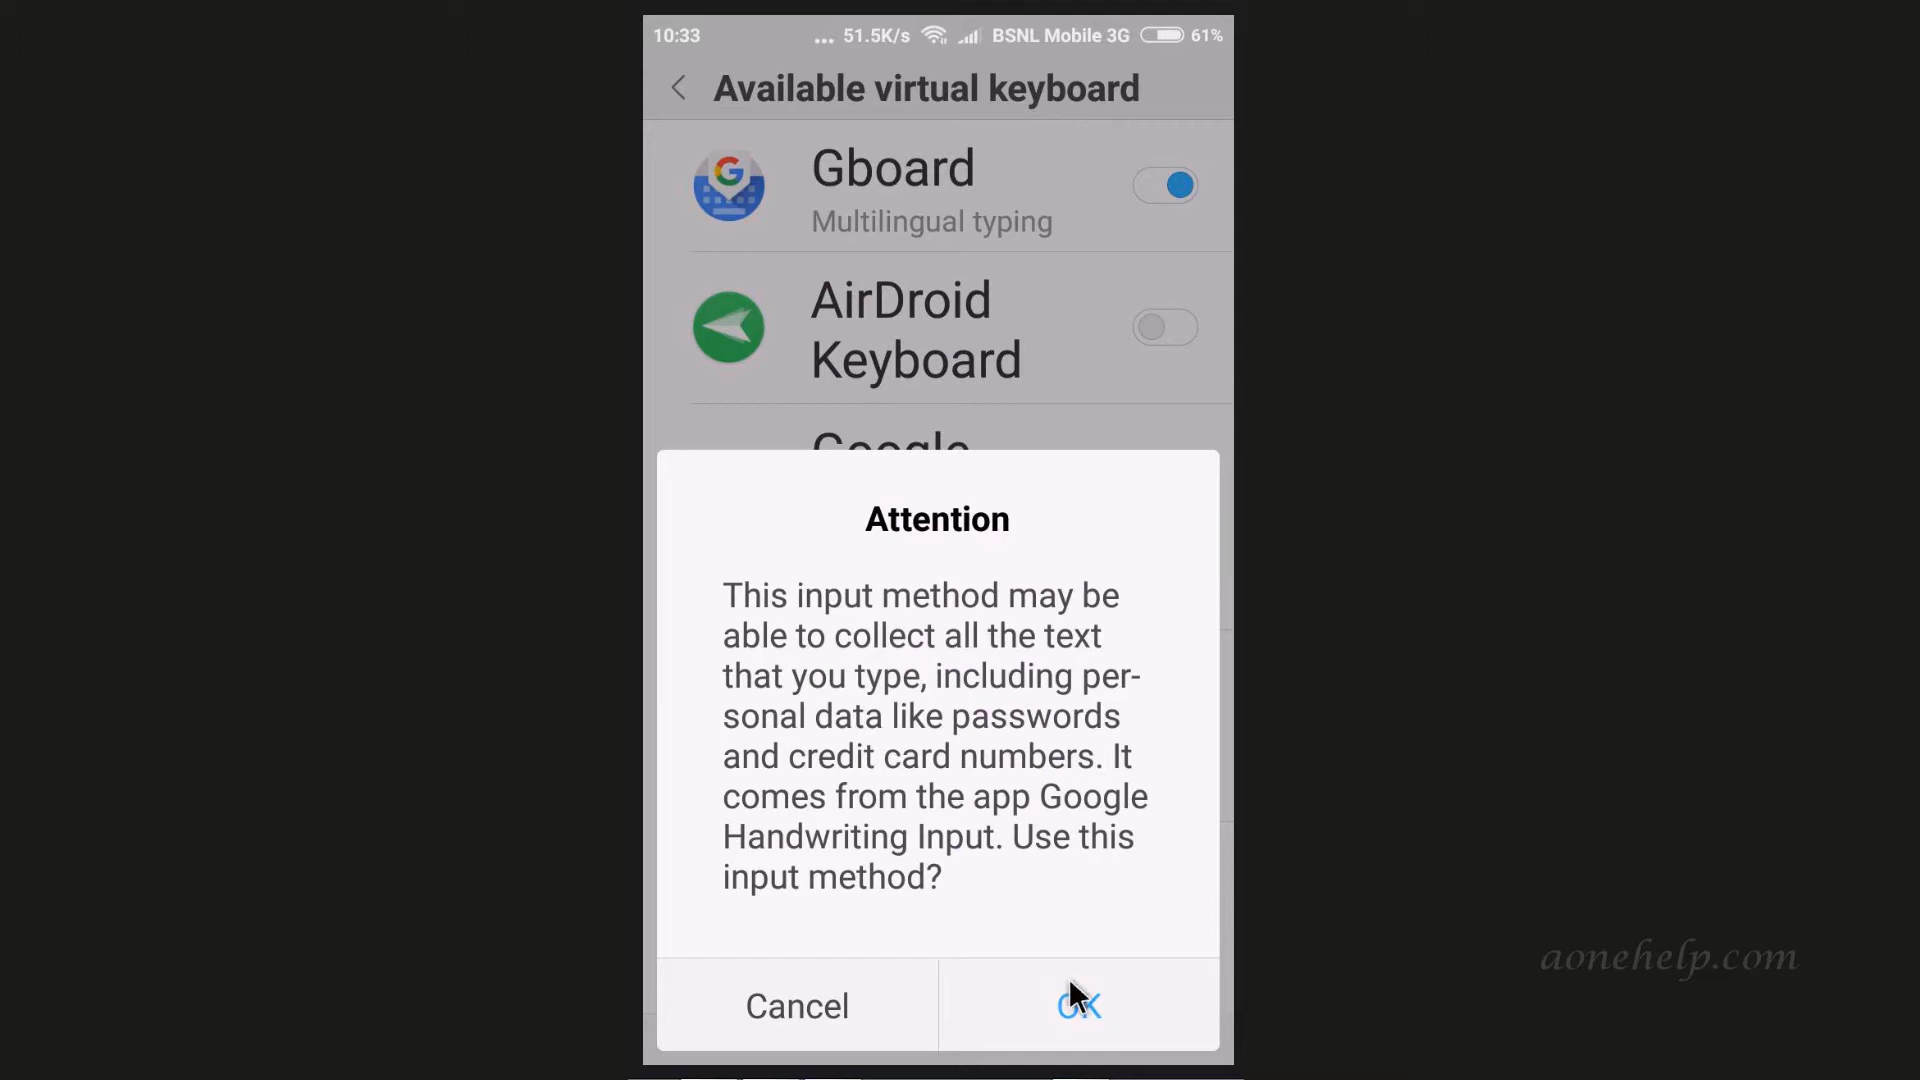 10:33 ... 51.5K/s BSNL Mobile 3G 61%
Available virtual keyboard
Gboard
Multilingual typing
AirDroid
Keyboard
Google
Attention
This input method may be
able to collect all the text
that you type, including per-
sonal data like passwords
and credit card numbers. It
comes from the app Google
Handwriting Input. Use this
input method?
Cancel
OK
aonehelp.com